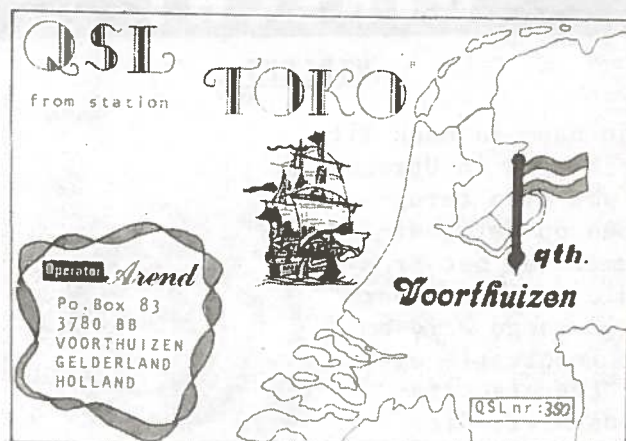 QSL
from station
TOKO
Operator Arend
Po.Box 83
3780 BB
VOORTHUIZEN
GELDERLAND
HOLLAND
qth.
Voorthuizen
QSL nr: 350